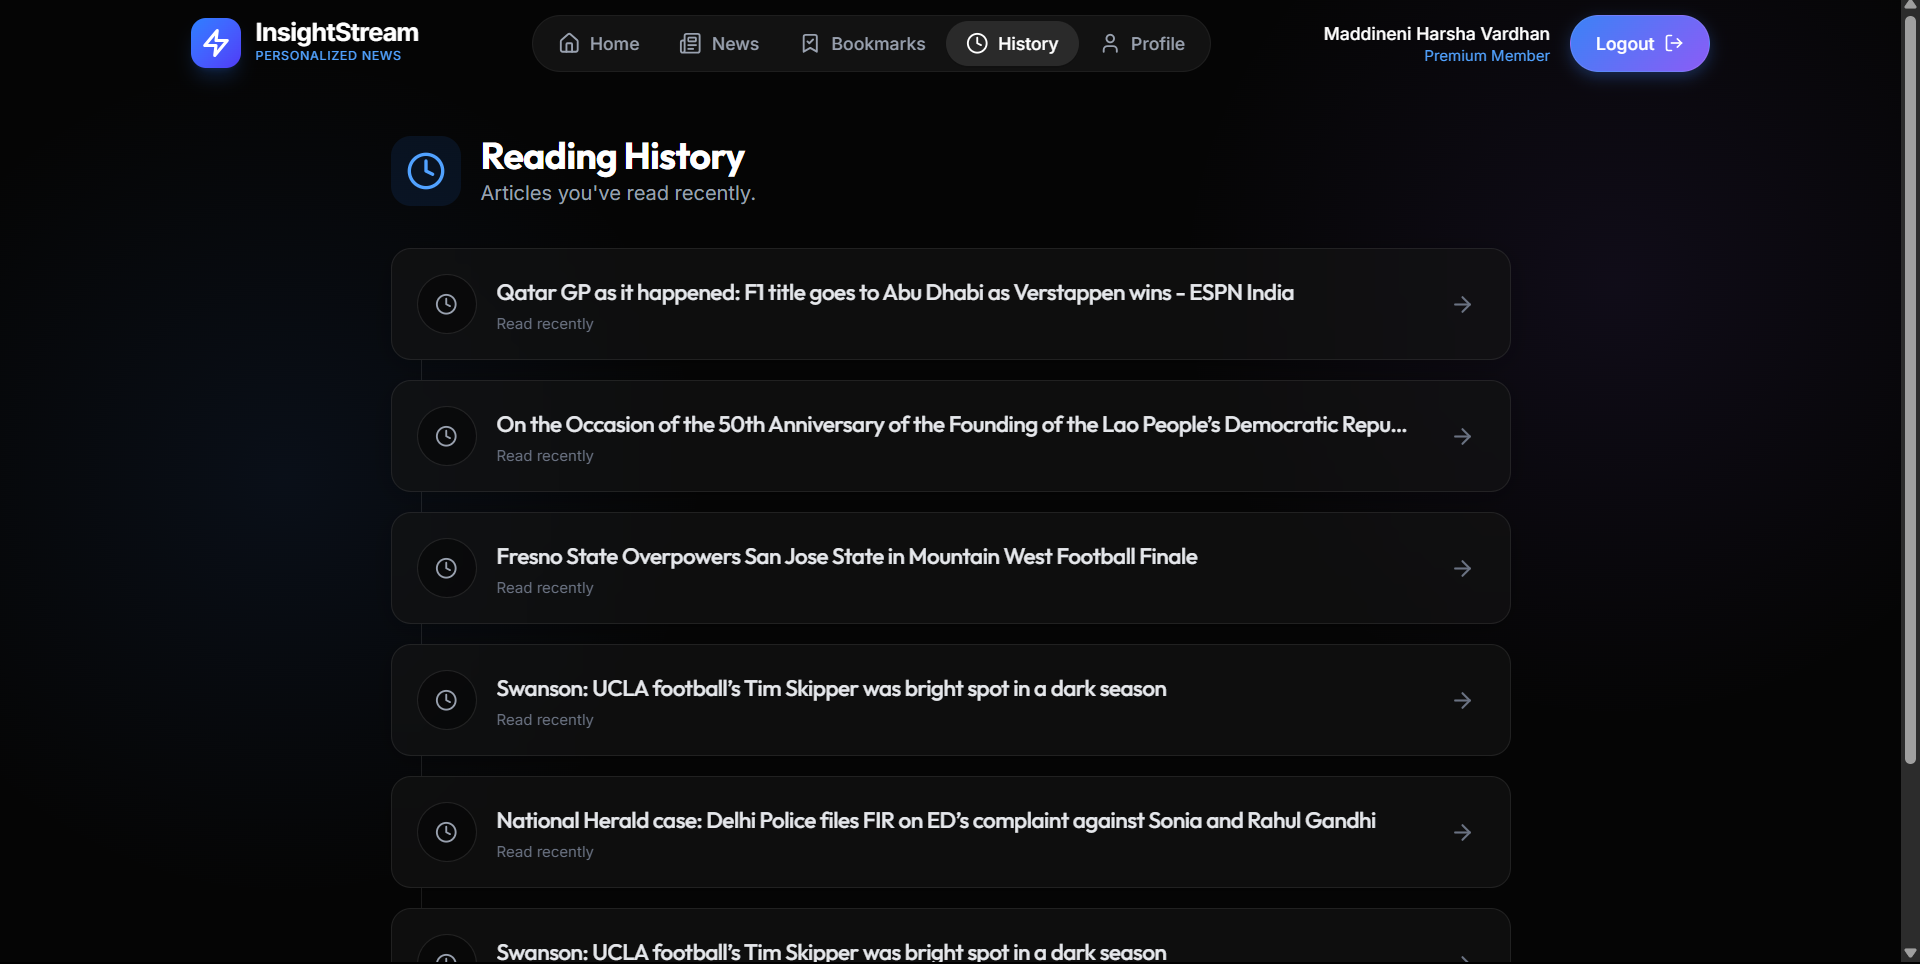 InsightStream
PERSONALIZED NEWS
Home
News
Bookmarks
History
Profile
Maddineni Harsha Vardhan
Premium Member
Logout
Reading History
Articles you've read recently.
Qatar GP as it happened: F1 title goes to Abu Dhabi as Verstappen wins - ESPN India
Read recently
On the Occasion of the 50th Anniversary of the Founding of the Lao People’s Democratic Repu...
Read recently
Fresno State Overpowers San Jose State in Mountain West Football Finale
Read recently
Swanson: UCLA football’s Tim Skipper was bright spot in a dark season
Read recently
National Herald case: Delhi Police files FIR on ED’s complaint against Sonia and Rahul Gandhi
Read recently
Swanson: UCLA football’s Tim Skipper was bright spot in a dark season